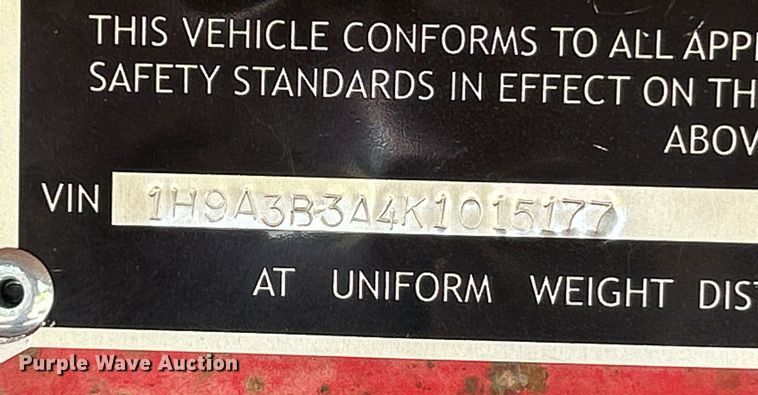 THIS VEHICLE CONFORMS TO ALL APPI
SAFETY STANDARDS IN EFFECT ON TH
ABOV
VIN 1H9A3B3A4K1015177
AT UNIFORM WEIGHT DIS
Purple Wave Auction